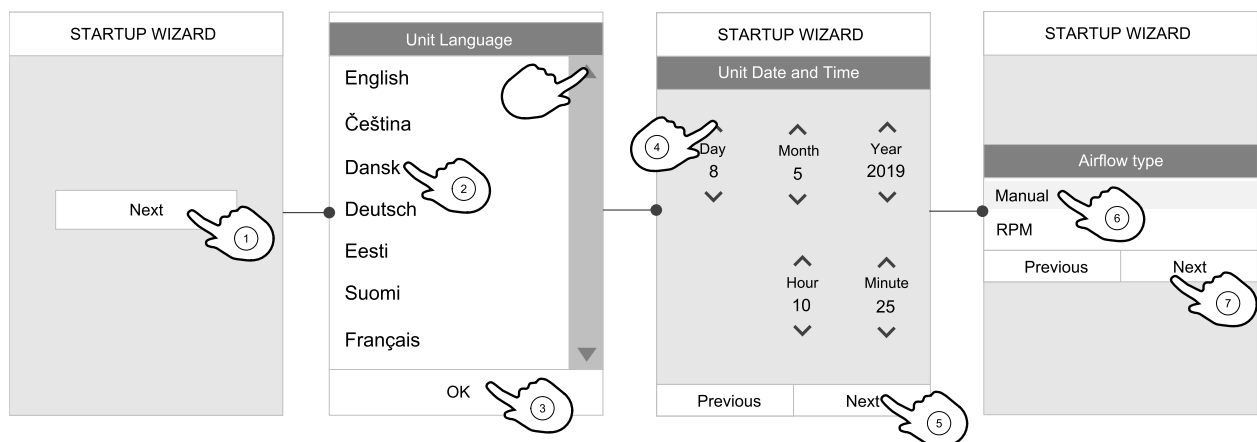 STARTUP WIZARD
Next
1
Unit Language
English
Čeština
Dansk
2
Deutsch
Eesti
Suomi
Français
OK
3
STARTUP WIZARD
Unit Date and Time
4
Day Month Year
8 5 2019
Hour Minute
10 25
Previous Next
5
STARTUP WIZARD
Airflow type
Manual
6
RPM
Previous Next
7